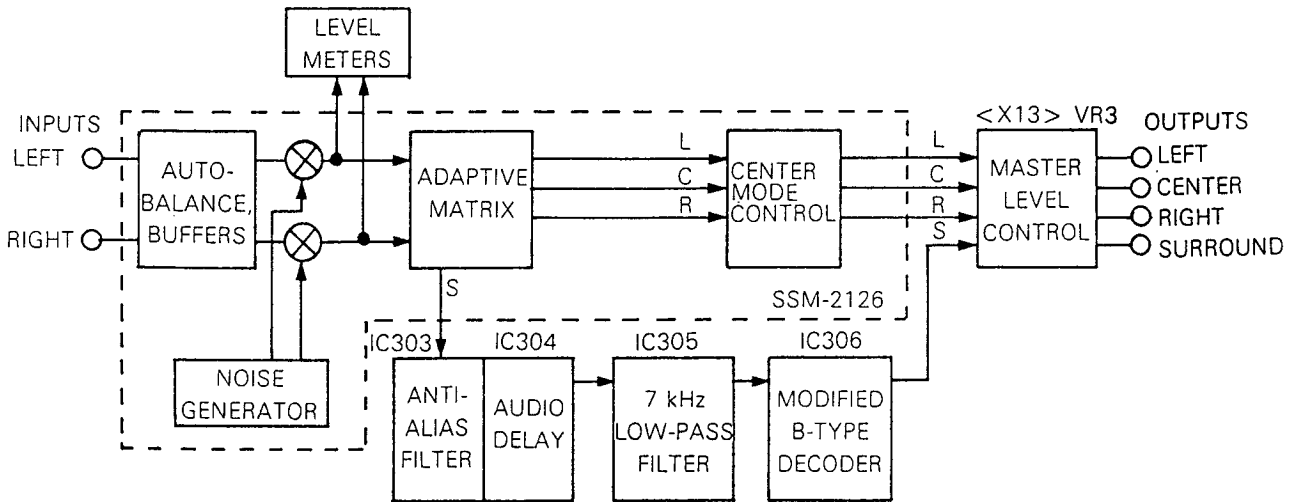 LEVEL
METERS
INPUTS
LEFT
RIGHT
AUTO-
BALANCE,
BUFFERS
ADAPTIVE
MATRIX
L
C
R
CENTER
MODE
CONTROL
L
C
R
S
<X13> VR3
MASTER
LEVEL
CONTROL
OUTPUTS
LEFT
CENTER
RIGHT
SURROUND
S
SSM-2126
NOISE
GENERATOR
IC303
ANTI-
ALIAS
FILTER
IC304
AUDIO
DELAY
IC305
7 kHz
LOW-PASS
FILTER
IC306
MODIFIED
B-TYPE
DECODER